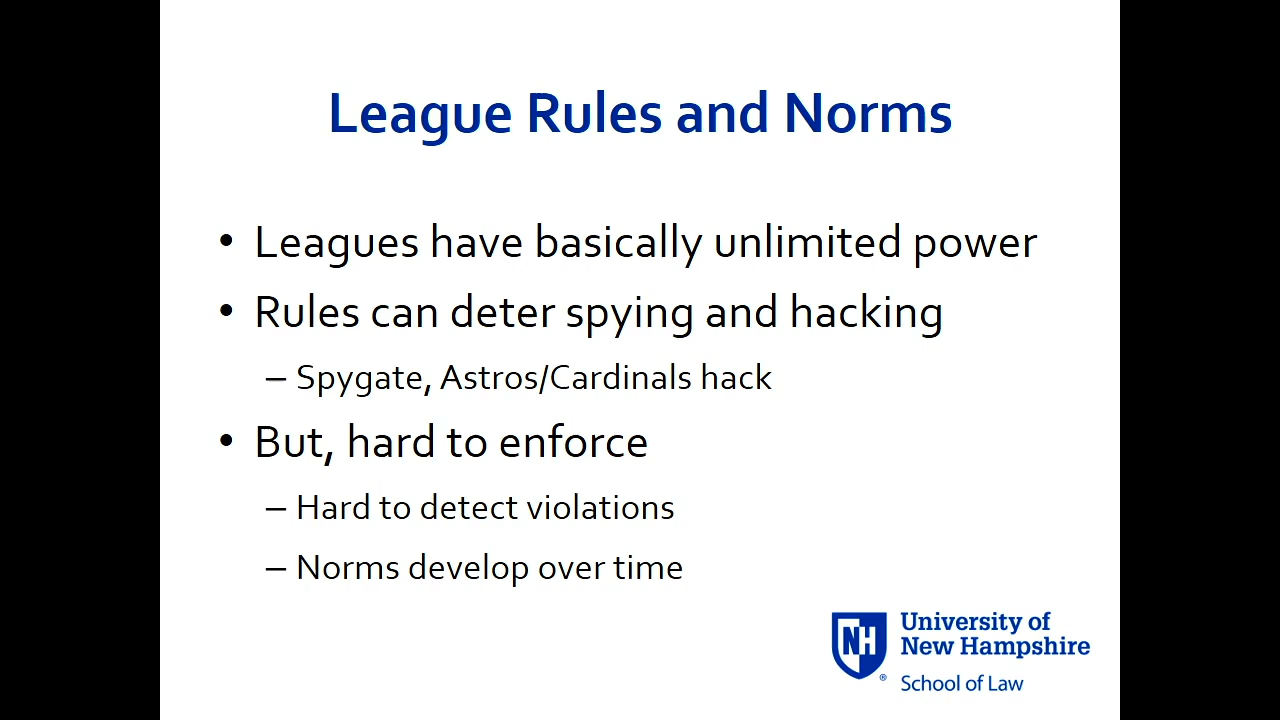 League Rules and Norms
• Leagues have basically unlimited power
• Rules can deter spying and hacking
– Spygate, Astros/Cardinals hack
• But, hard to enforce
– Hard to detect violations
– Norms develop over time
NH
®
University of
New Hampshire
School of Law